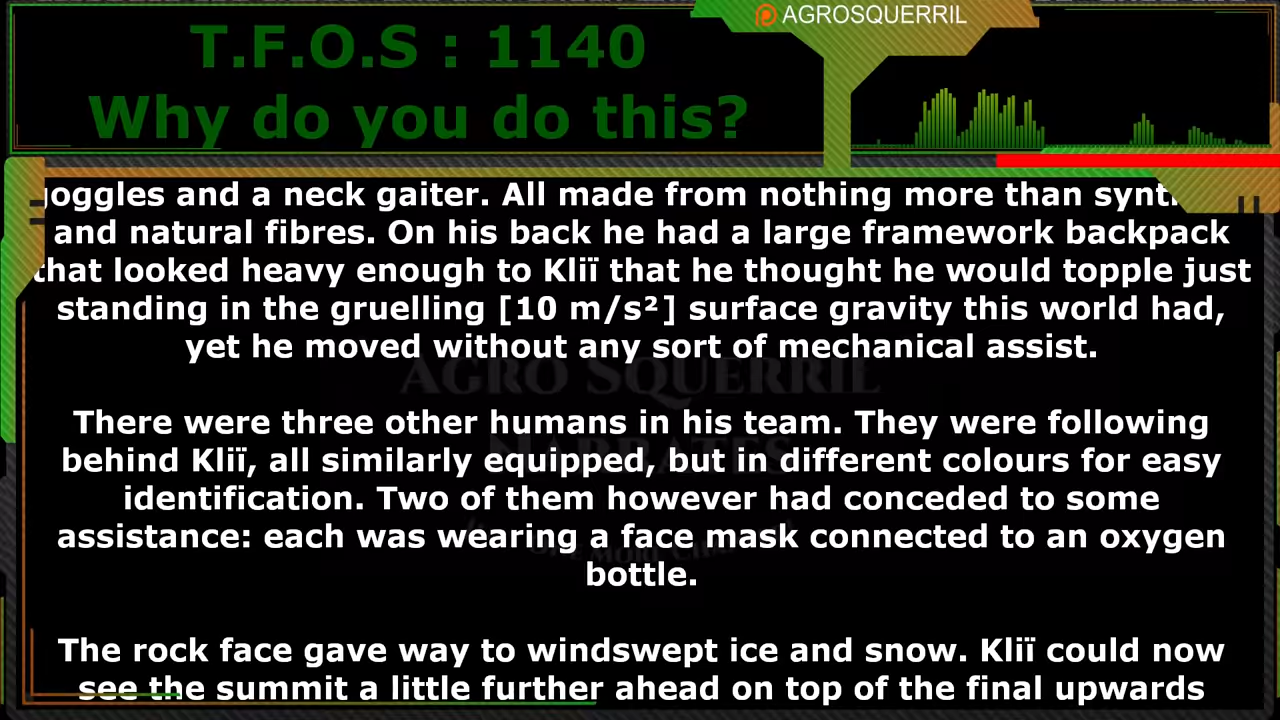 AGROSQUERRIL
T.F.O.S : 1140
Why do you do this?
goggles and a neck gaiter. All made from nothing more than
and natural fibres. On his back he had a large framework backpack
that looked heavy enough to Kliï that he thought he would topple just
standing in the gruelling [10 m/s²] surface gravity this world had,
yet he moved without any sort of mechanical assist.
There were three other humans in his team. They were following
behind Kliï, all similarly equipped, but in different colours for easy
identification. Two of them however had conceded to some
assistance: each was wearing a face mask connected to an oxygen
bottle.
The rock face gave way to windswept ice and snow. Kliï could now
see the summit a little further ahead on top of the final upwards
AGRO SQUERRIL
NARRATES